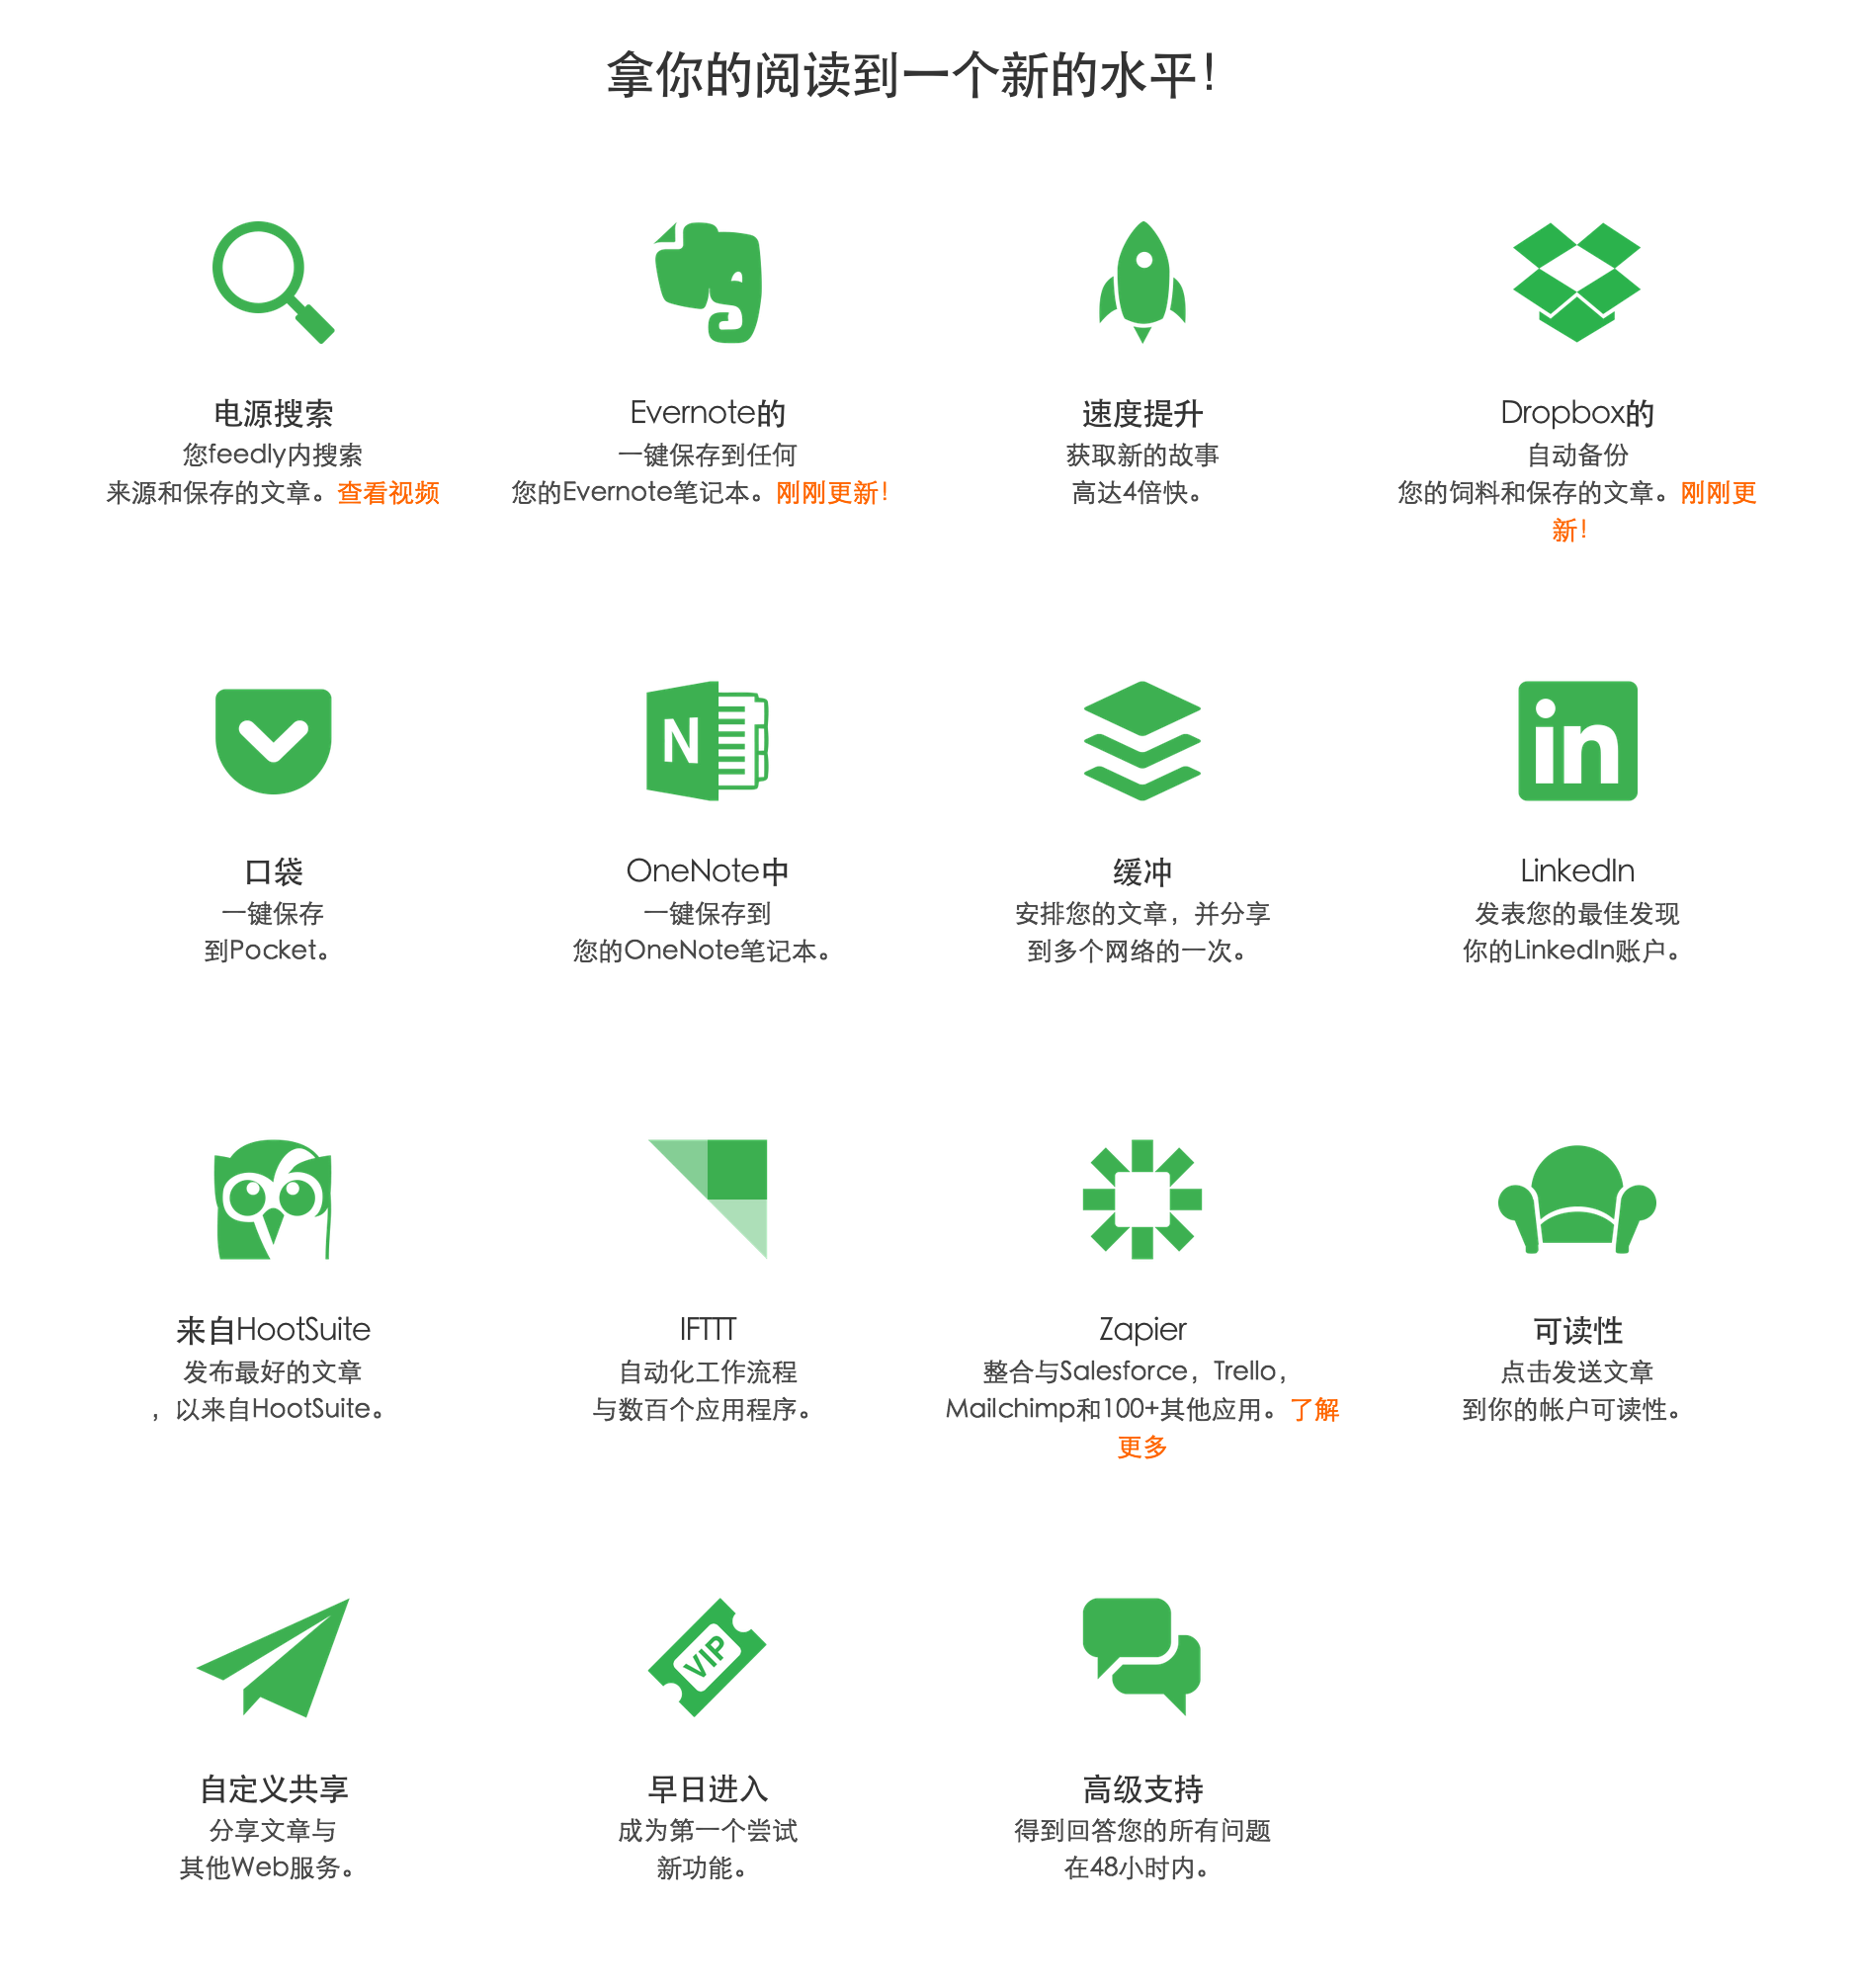 拿你的阅读到一个新的水平！
电源搜索
您feedly内搜索
来源和保存的文章。查看视频
Evernote的
一键保存到任何
您的Evernote笔记本。刚刚更新！
速度提升
获取新的故事
高达4倍快。
Dropbox的
自动备份
您的饲料和保存的文章。刚刚更
新！
口袋
一键保存
到Pocket。
N
OneNote中
一键保存到
您的OneNote笔记本。
缓冲
安排您的文章，并分享
到多个网络的一次。
in
LinkedIn
发表您的最佳发现
你的LinkedIn账户。
来自HootSuite
发布最好的文章
，以来自HootSuite。
IFTTT
自动化工作流程
与数百个应用程序。
Zapier
整合与Salesforce，Trello，
Mailchimp和100+其他应用。了解
更多
可读性
点击发送文章
到你的帐户可读性。
自定义共享
分享文章与
其他Web服务。
VIP
早日进入
成为第一个尝试
新功能。
高级支持
得到回答您的所有问题
在48小时内。